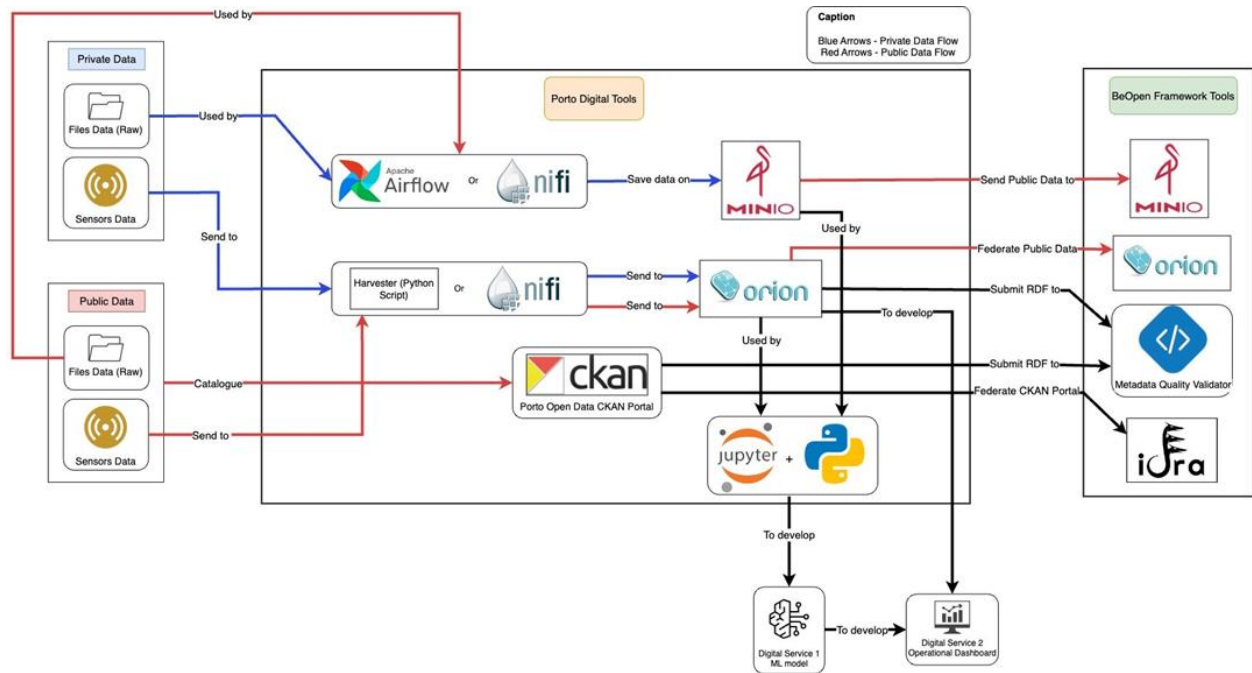 Used by
Caption
Blue Arrows - Private Data Flow
Red Arrows - Public Data Flow
Private Data
Files Data (Raw)
Sensors Data
Used by
Send to
Public Data
Files Data (Raw)
Sensors Data
Catalogue
Send to
Porto Digital Tools
Apache
Airflow
Or
nifi
Save data on
MINIO
Used by
Harvester (Python
Script)
Or
nifi
Send to
Send to
orion
Used by
To develop
ckan
Porto Open Data CKAN Portal
jupyter
+
To develop
Digital Service 1
ML model
To develop
Digital Service 2
Operational Dashboard
Send Public Data to
Federate Public Data
Submit RDF to
Submit RDF to
Federate CKAN Portal
BeOpen Framework Tools
MINIO
orion
</>
Metadata Quality Validator
idra